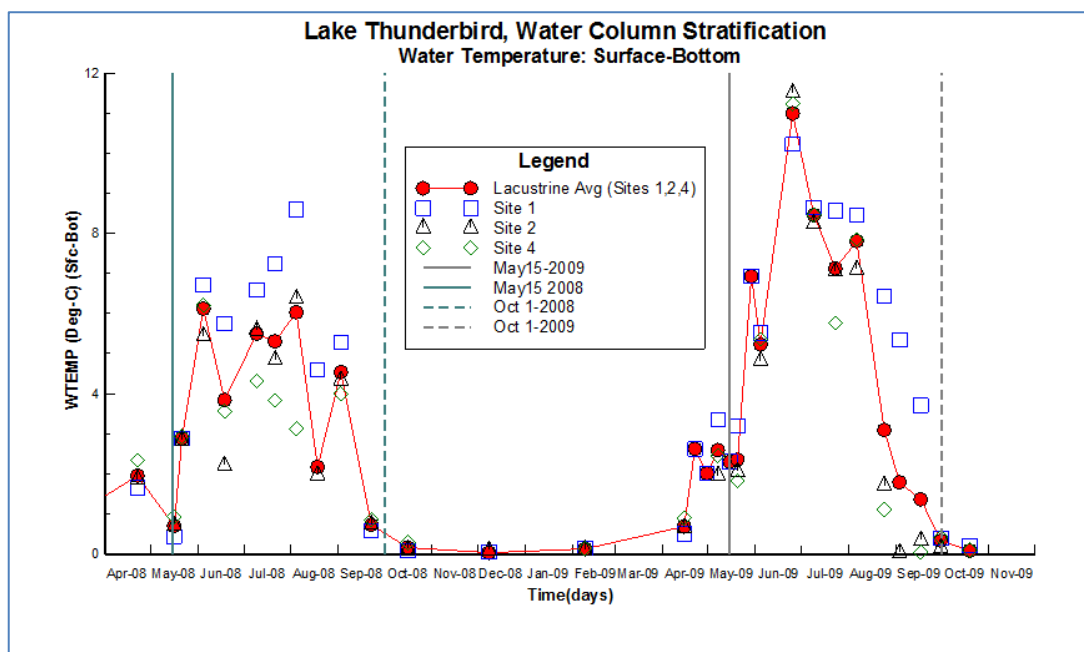 Lake Thunderbird, Water Column Stratification
Water Temperature: Surface-Bottom
12
8
4
0
WTEMP (Deg-C) (Sfc-Bot)
Legend
Lacustrine Avg (Sites 1,2,4)
Site 1
Site 2
Site 4
May15-2009
May15 2008
Oct 1-2008
Oct 1-2009
Apr-08 May-08 Jun-08 Jul-08 Aug-08 Sep-08 Oct-08 Nov-08 Dec-08 Jan-09 Feb-09 Mar-09 Apr-09 May-09 Jun-09 Jul-09 Aug-09 Sep-09 Oct-09 Nov-09
Time(days)